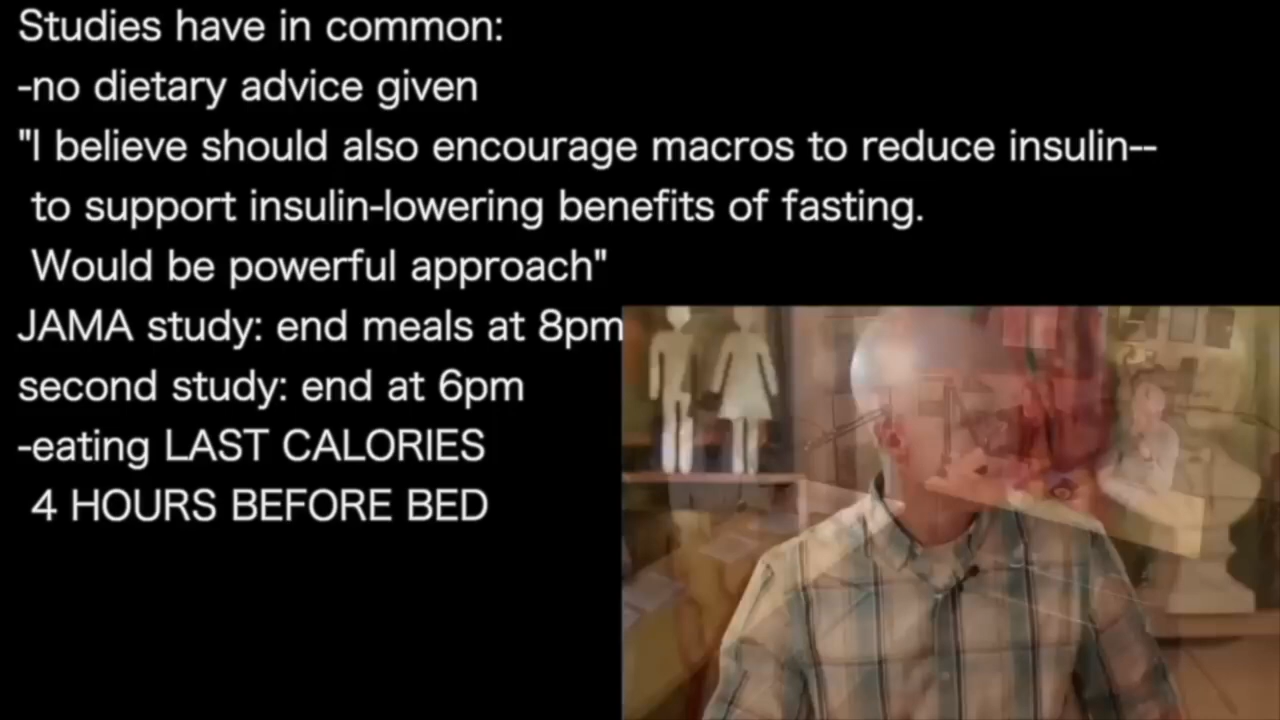 Studies have in common:
-no dietary advice given
"I believe should also encourage macros to reduce insulin--
to support insulin-lowering benefits of fasting.
Would be powerful approach"
JAMA study: end meals at 8pm
second study: end at 6pm
-eating LAST CALORIES
4 HOURS BEFORE BED